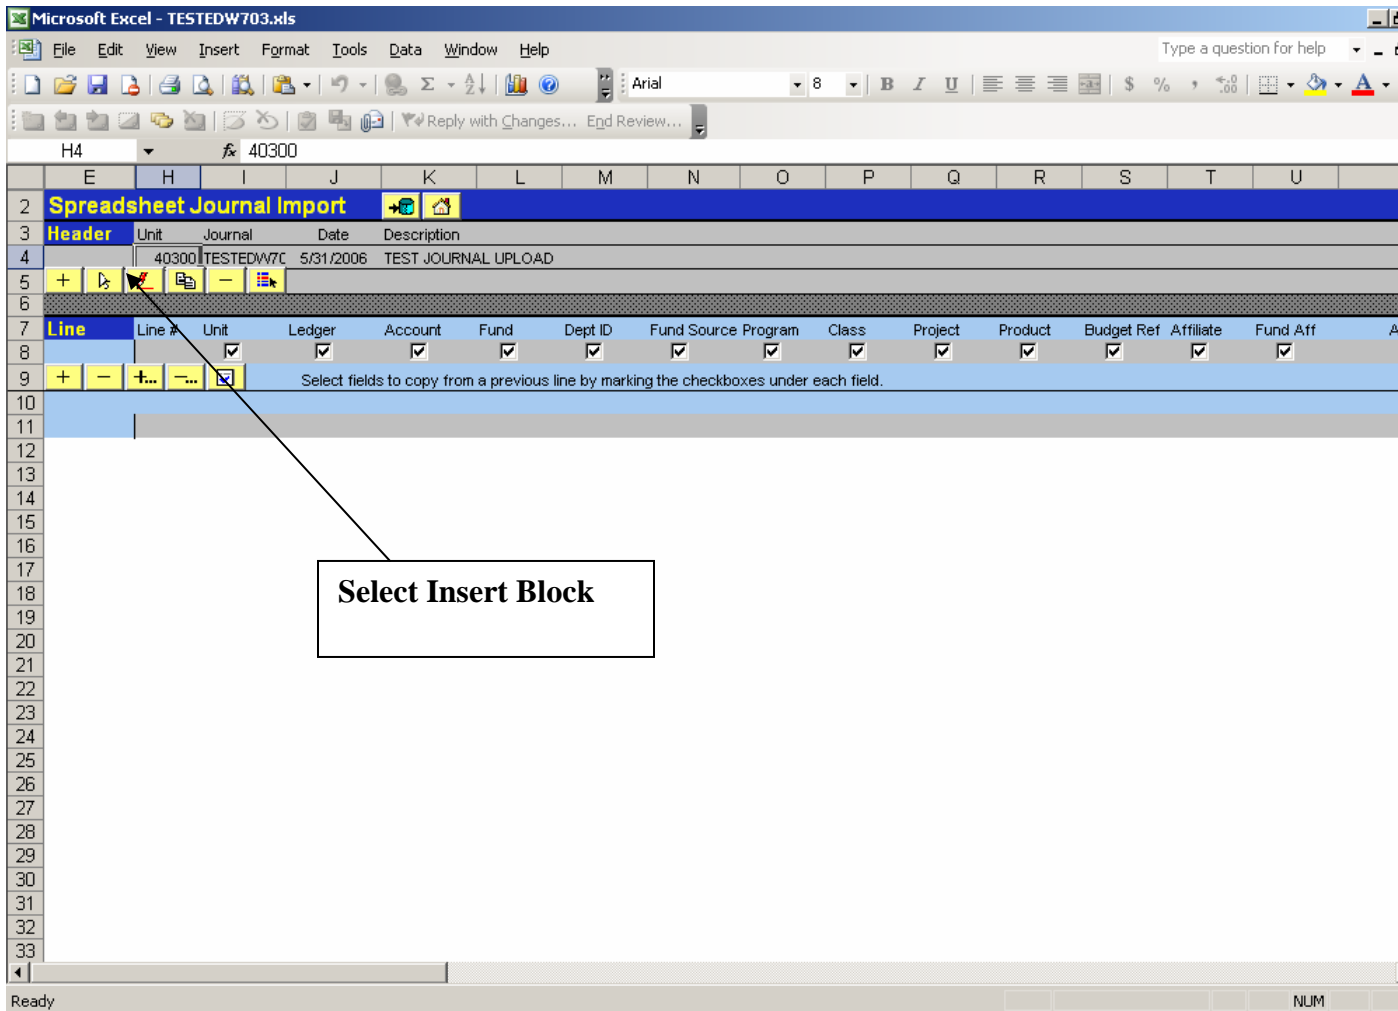 Microsoft Excel - TESTEDW703.xls
File Edit View Insert Format Tools Data Window Help Type a question for help
Arial 8 B I U $ % ,
Reply with Changes... End Review...
H4 fx 40300
E H I J K L M N O P Q R S T U
2 Spreadsheet Journal Import
3 Header Unit Journal Date Description
4 40300 TESTEDW70 5/31/2006 TEST JOURNAL UPLOAD
5
6
7 Line Line # Unit Ledger Account Fund Dept ID Fund Source Program Class Project Product Budget Ref Affiliate Fund Aff A
8
9 + - +... -... Select fields to copy from a previous line by marking the checkboxes under each field.
10
11
12
13
14
15
16
17
Select Insert Block
18
19
20
21
22
23
24
25
26
27
28
29
30
31
32
33
Ready NUM